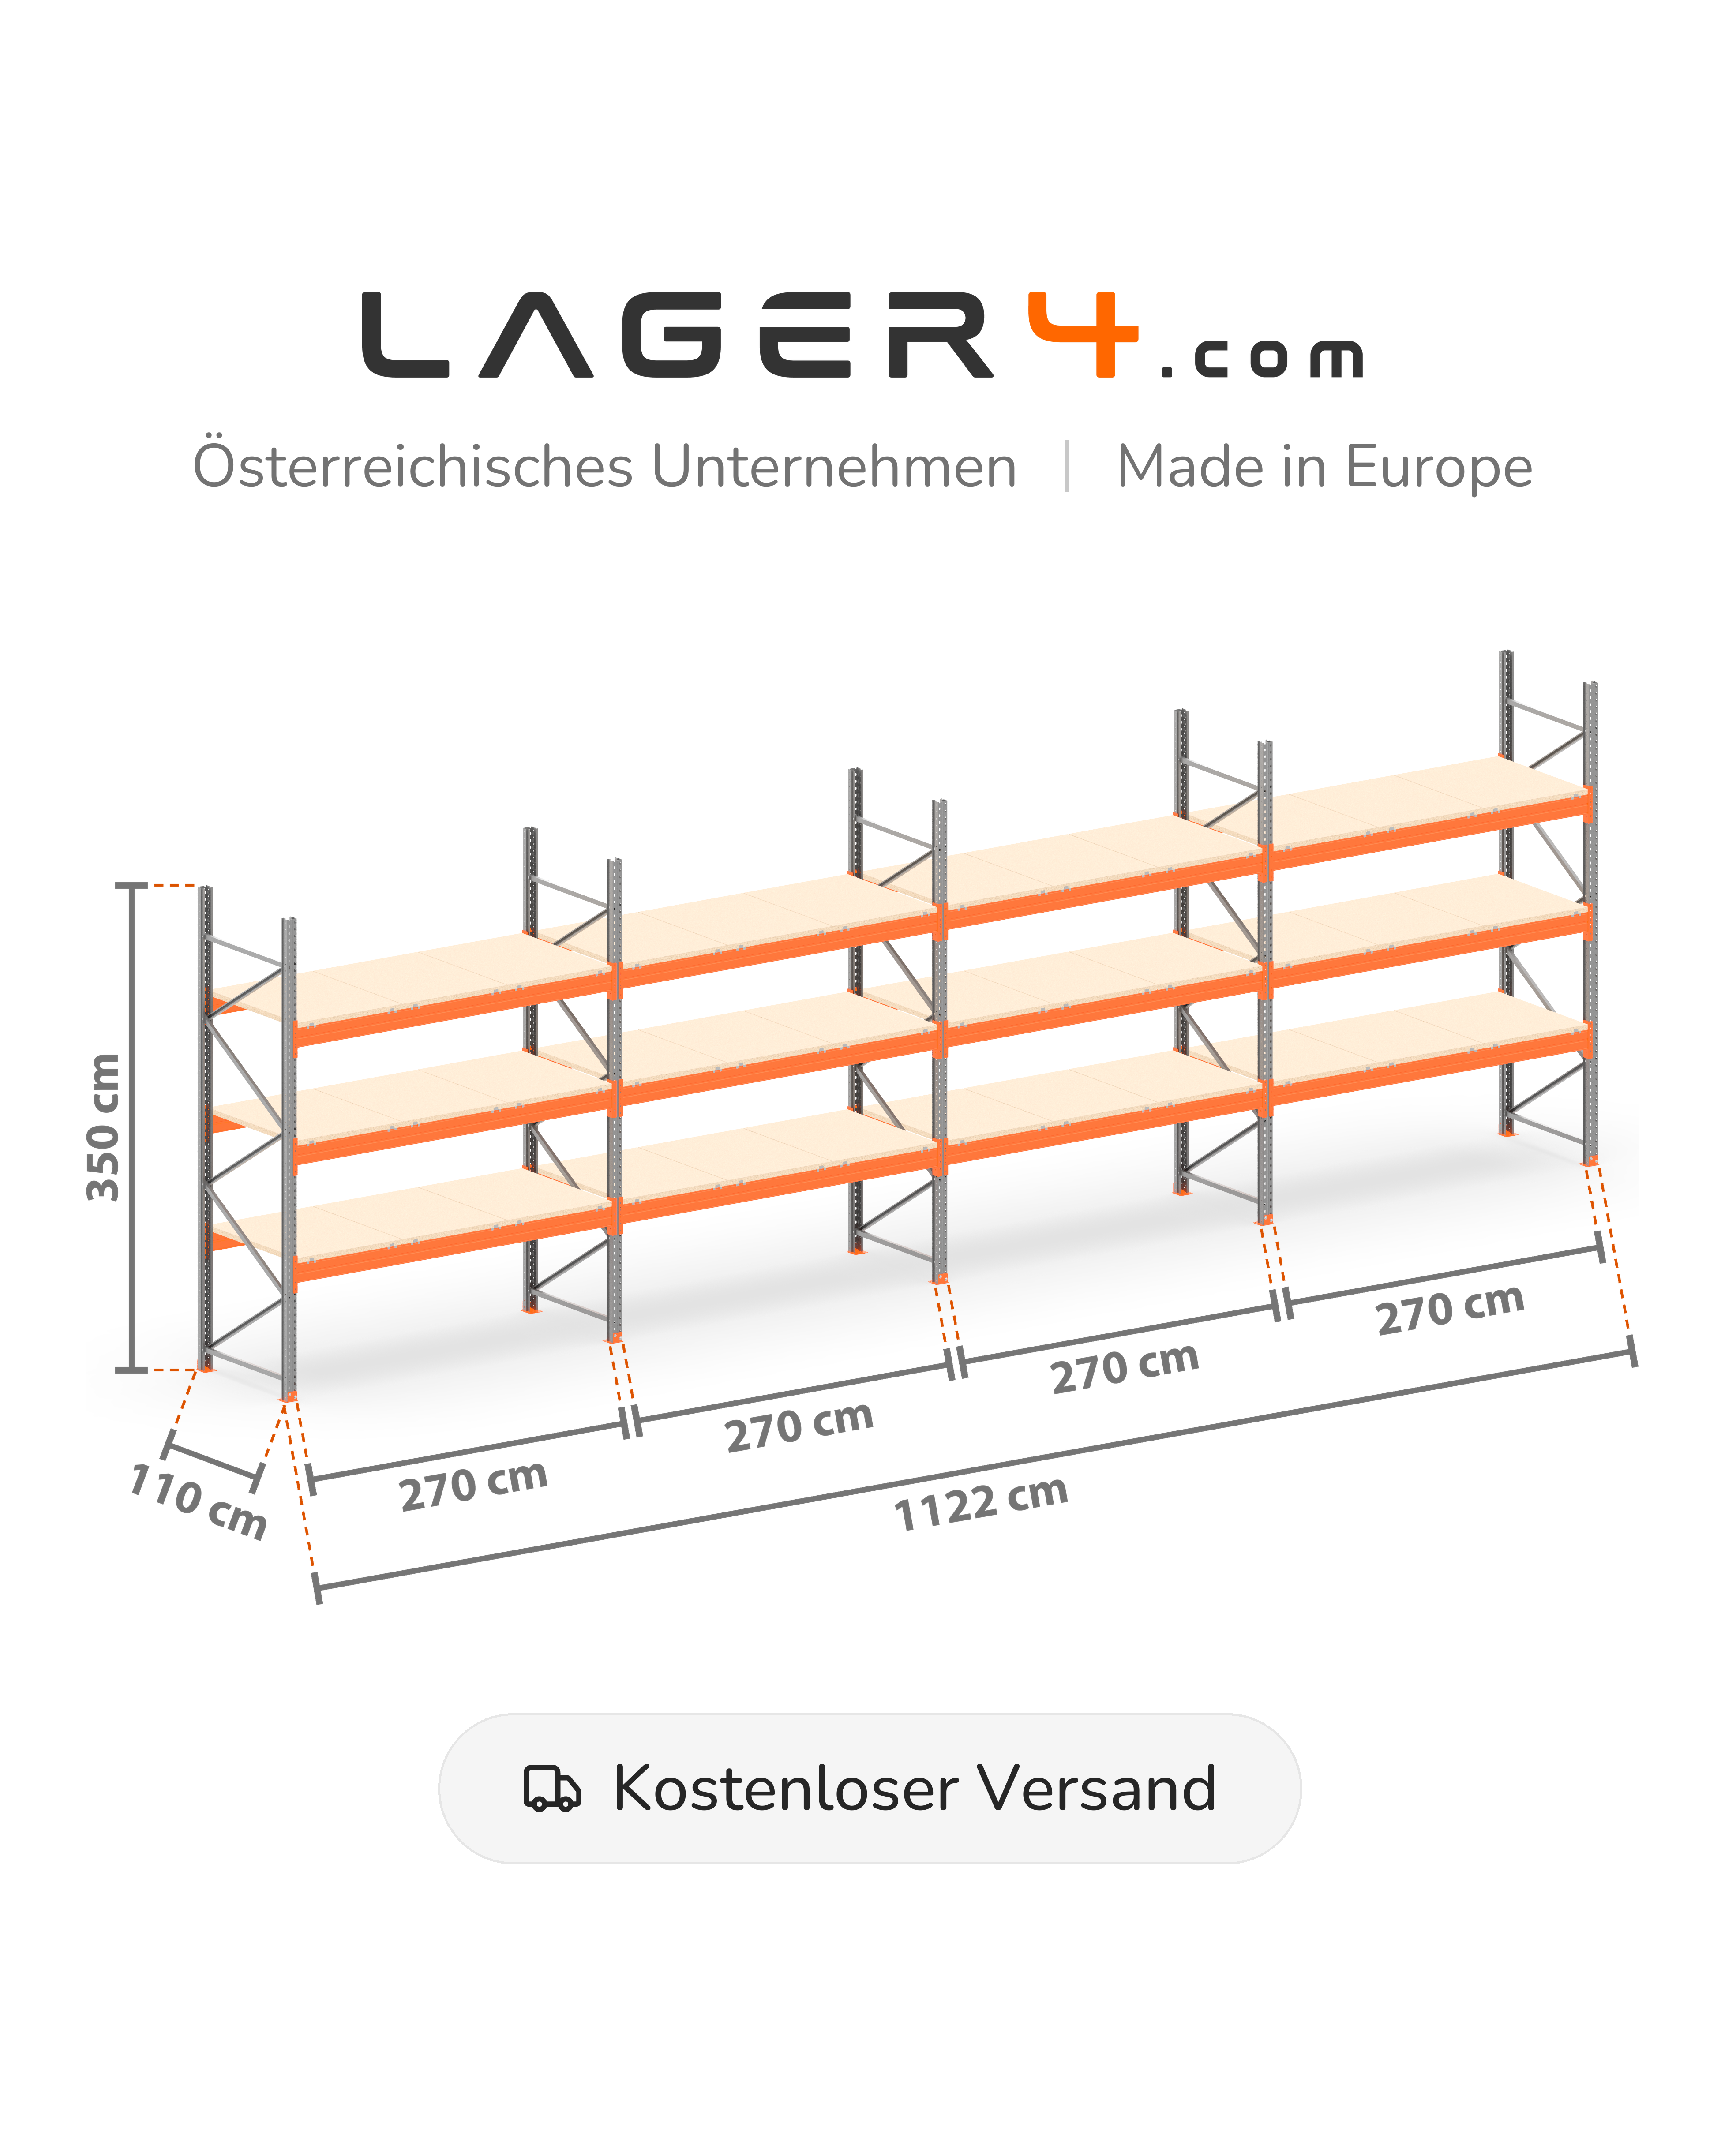 LAGER4.com
Österreichisches Unternehmen | Made in Europe
350 cm
110 cm
270 cm
270 cm
270 cm
270 cm
1122 cm
Kostenloser Versand